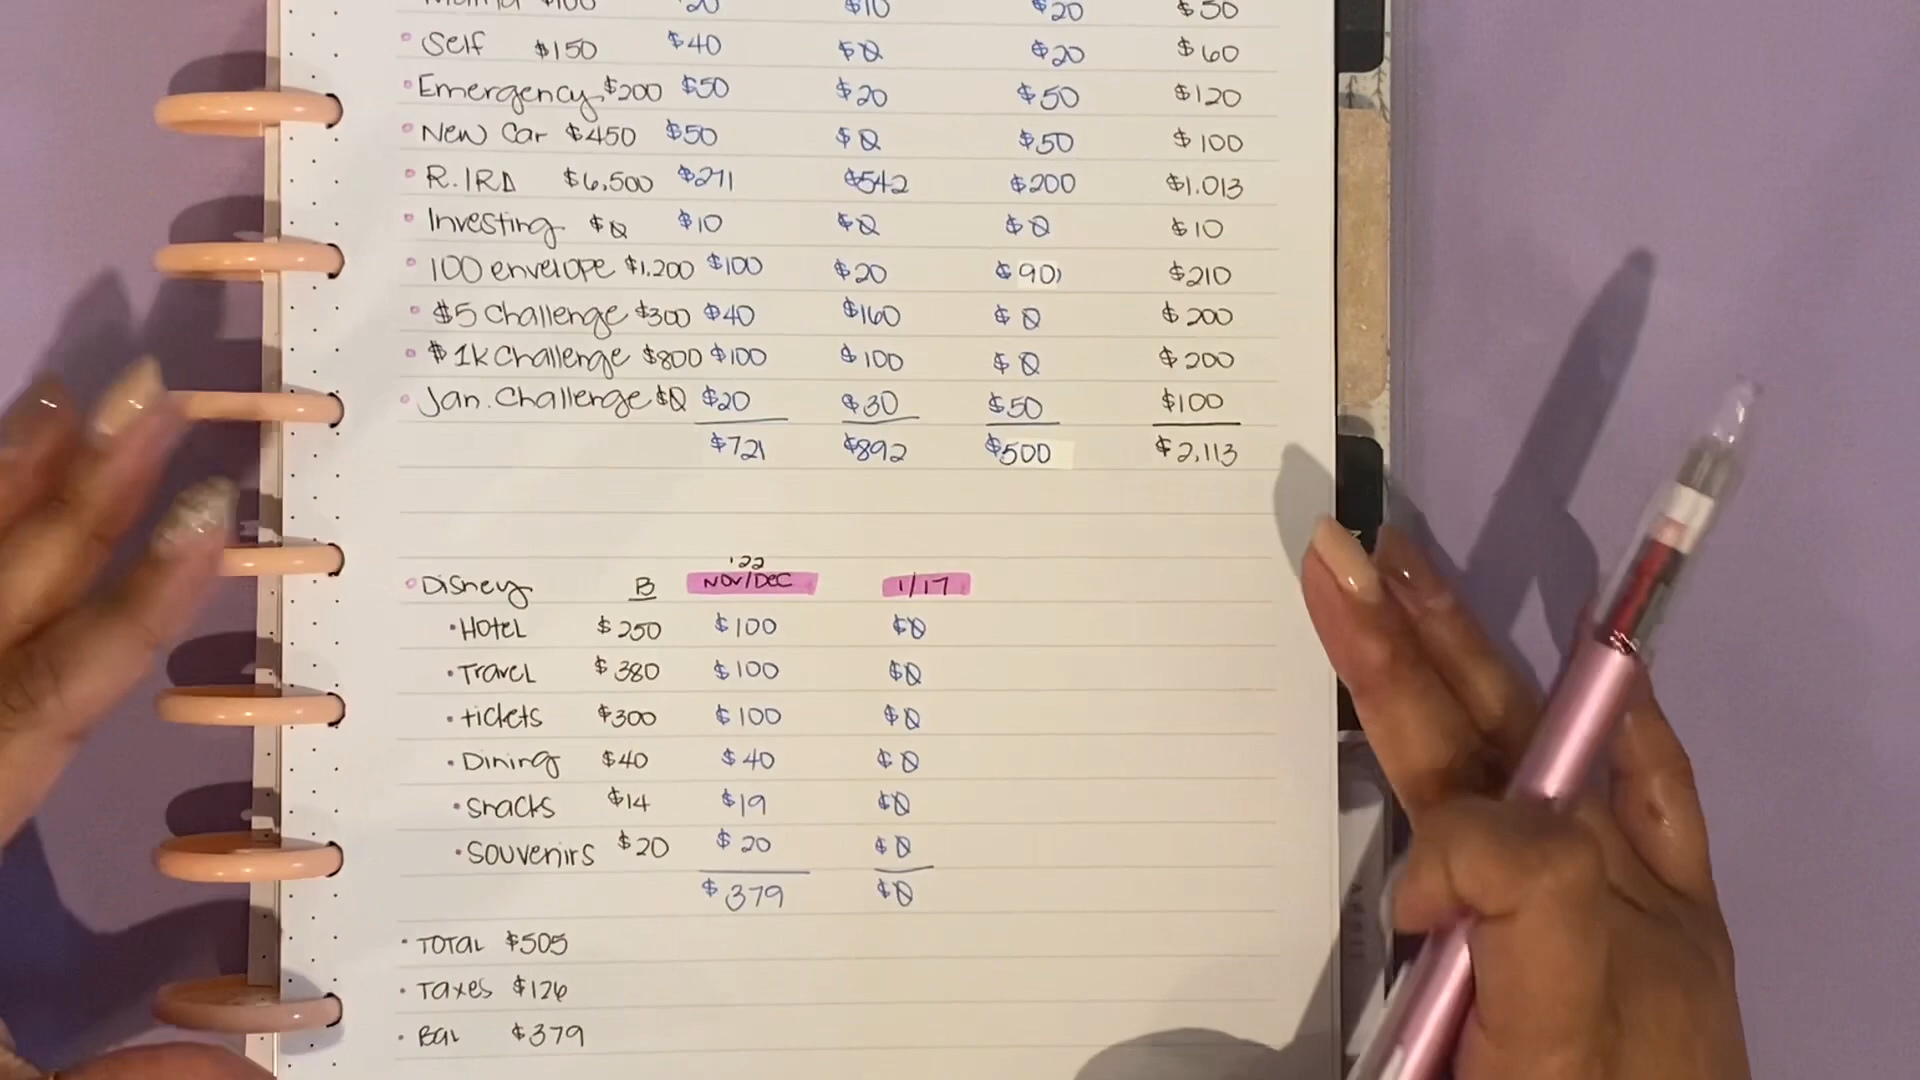 $100 $20 $10 $20 $50
Self $150 $40 $0 $20 $60
Emergency $200 $50 $20 $50 $120
New Car $450 $50 $0 $50 $100
R.IRA $6,500 $271 $542 $200 $1.013
Investing $0 $10 $0 $0 $10
100 envelope $1,200 $100 $20 $90 $210
$5 Challenge $300 $40 $160 $0 $200
$1K Challenge $800 $100 $100 $0 $200
Jan. Challenge $0 $20 $30 $50 $100
$721 $892 $500 $2,113
'22
Disney B Nov/Dec 1/17
Hotel $250 $100 $0
Travel $380 $100 $0
tickets $300 $100 $0
Dining $40 $40 $0
Snacks $14 $19 $0
Souvenirs $20 $20 $0
$379 $0
Total $505
Taxes $126
Bal $379